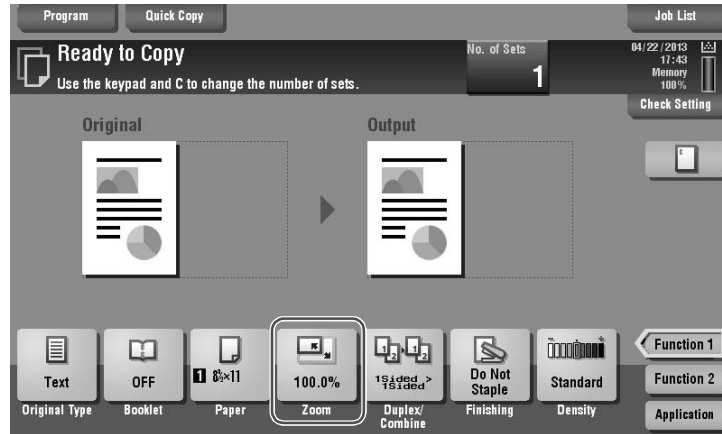 Program
Quick Copy
Job List
Ready to Copy
Use the keypad and C to change the number of sets.
No. of Sets
1
04/22/2013
17:43
Memory
100%
Check Setting
Original
Output
Text
OFF
1 8½×11
100.0%
1Sided >
1Sided
Do Not
Staple
Standard
Original Type
Booklet
Paper
Zoom
Duplex/
Combine
Finishing
Density
Function 1
Function 2
Application